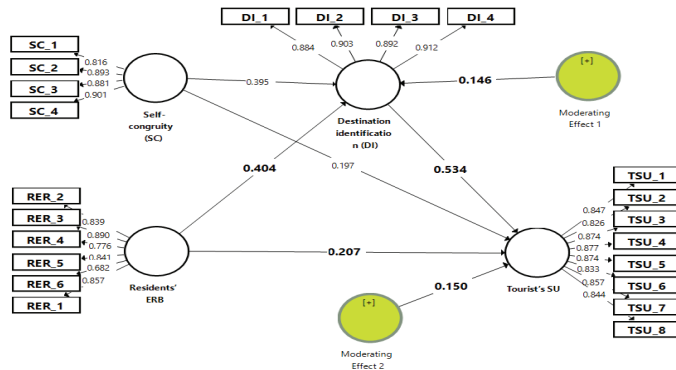 DI_1
DI_2
DI_3
DI_4
0.884
0.903
0.892
0.912
SC_1
SC_2
SC_3
SC_4
0.816
0.893
0.881
0.901
Self-
congruity
(SC)
0.395
Destination
identificatio
n (DI)
0.146
[+]
Moderating
Effect 1
0.404
0.197
0.534
RER_2
RER_3
RER_4
RER_5
RER_6
RER_1
0.839
0.890
0.776
0.841
0.682
0.857
Residents'
ERB
0.207
Tourist's SU
TSU_1
TSU_2
TSU_3
TSU_4
TSU_5
TSU_6
TSU_7
TSU_8
0.847
0.826
0.874
0.877
0.874
0.833
0.857
0.844
0.150
[+]
Moderating
Effect 2